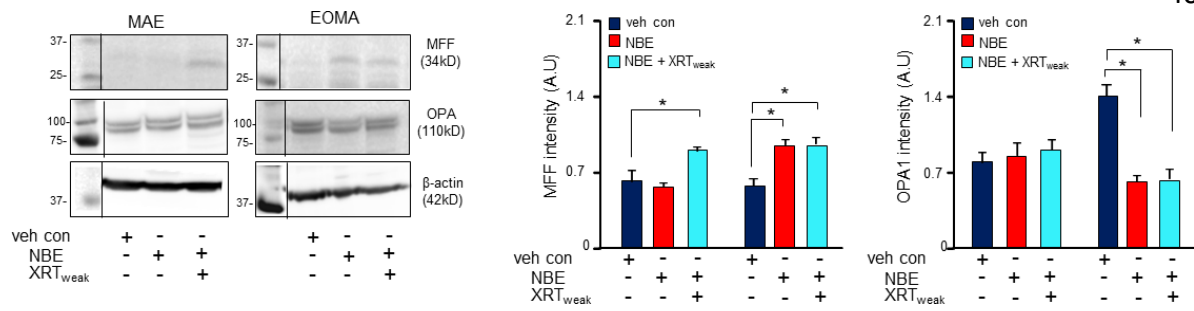 MAE
EOMA
37-
25-
37-
25-
MFF
(34kD)
100-
75-
100-
75-
OPA
(110kD)
37-
37-
β-actin
(42kD)
veh con + - - + - -
NBE - + + - + +
XRTweak - - + - - +
MFF intensity (A.U)
2.1
1.4
0.7
0
veh con
NBE
NBE + XRTweak
*
*
*
veh con + - - + - -
NBE - + + - + +
XRTweak - - + - - +
OPA1 intensity (A.U)
2.1
1.4
0.7
0
veh con
NBE
NBE + XRTweak
*
*
veh con + - - + - -
NBE - + + - + +
XRTweak - - + - - +